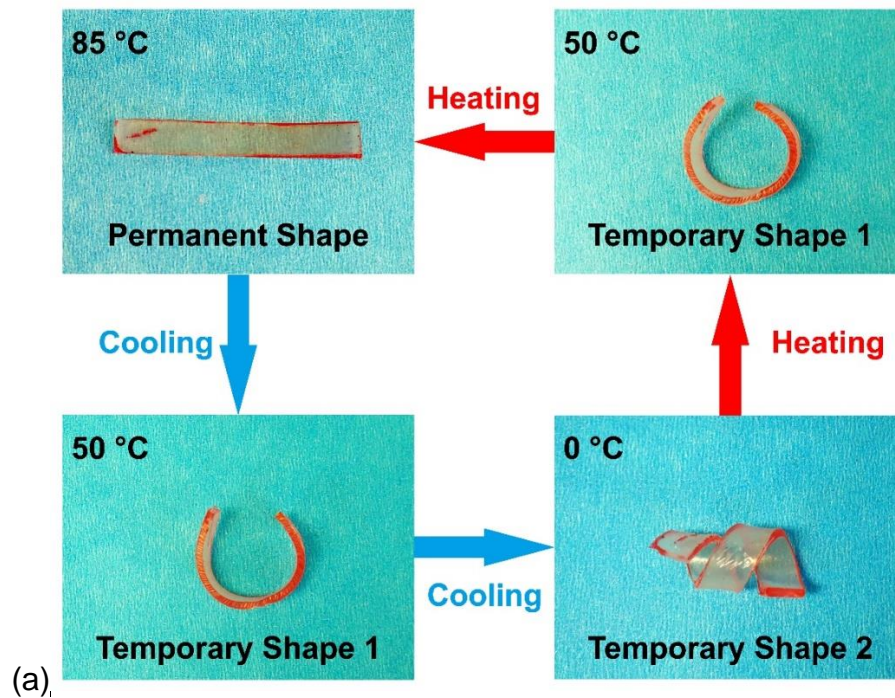 85 °C
Permanent Shape
Heating
50 °C
Temporary Shape 1
Cooling
Heating
50 °C
Temporary Shape 1
Cooling
0 °C
Temporary Shape 2
(a)